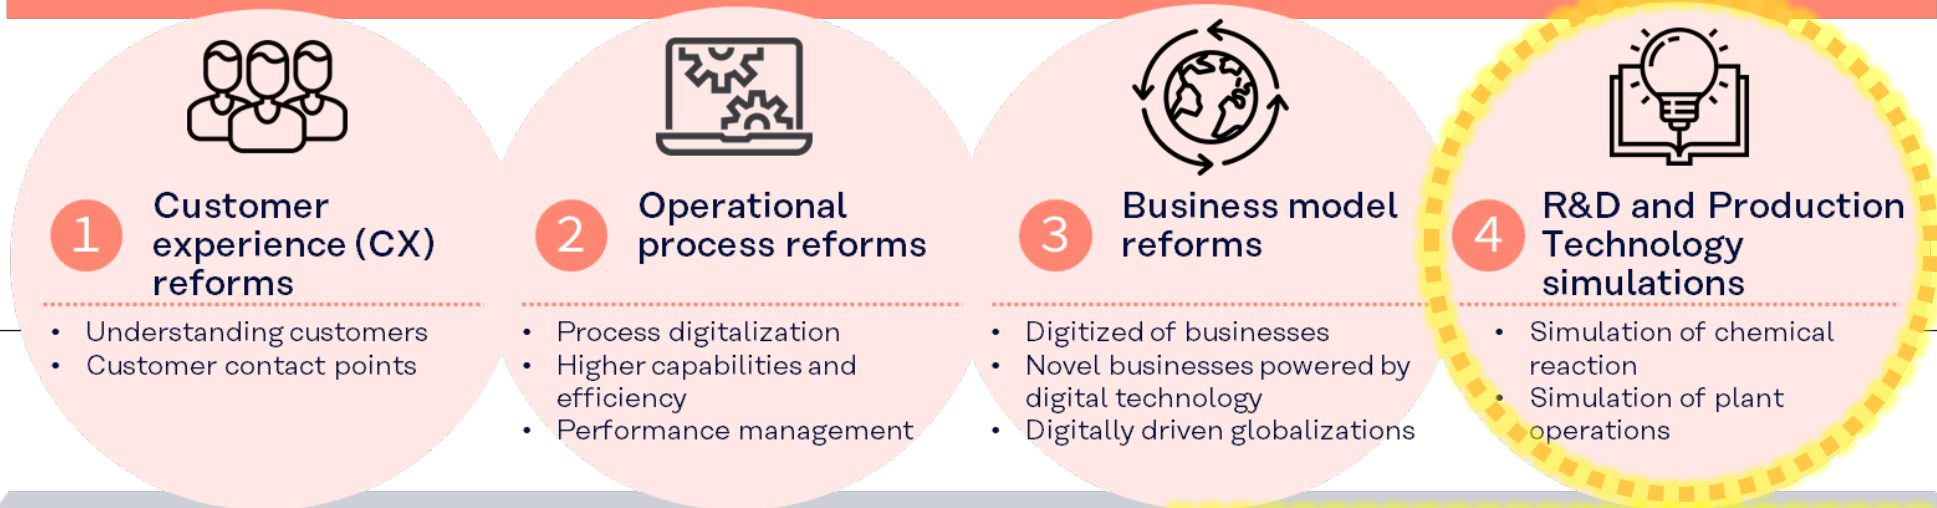 1
Customer
experience (CX)
reforms
• Understanding customers
• Customer contact points
2
Operational
process reforms
• Process digitalization
• Higher capabilities and
efficiency
• Performance management
3
Business model
reforms
• Digitized of businesses
• Novel businesses powered by
digital technology
• Digitally driven globalizations
4
R&D and Production
Technology
simulations
• Simulation of chemical
reaction
• Simulation of plant
operations